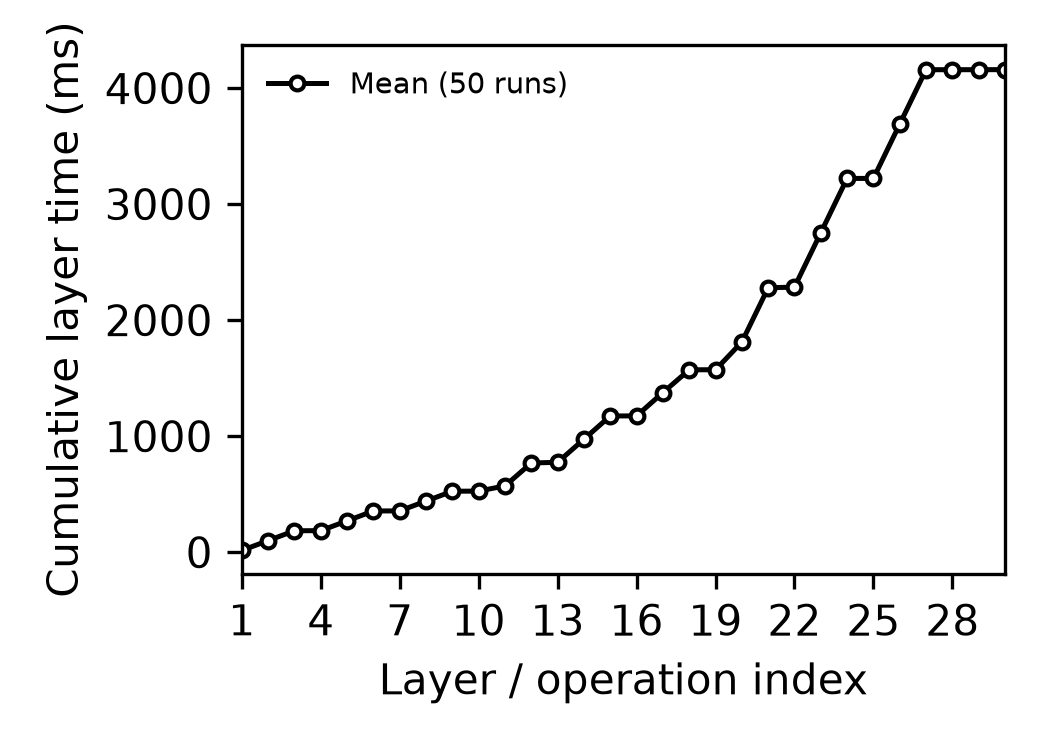 Cumulative layer time (ms)
4000
3000
2000
1000
0
Mean (50 runs)
1 4 7 10 13 16 19 22 25 28
Layer / operation index